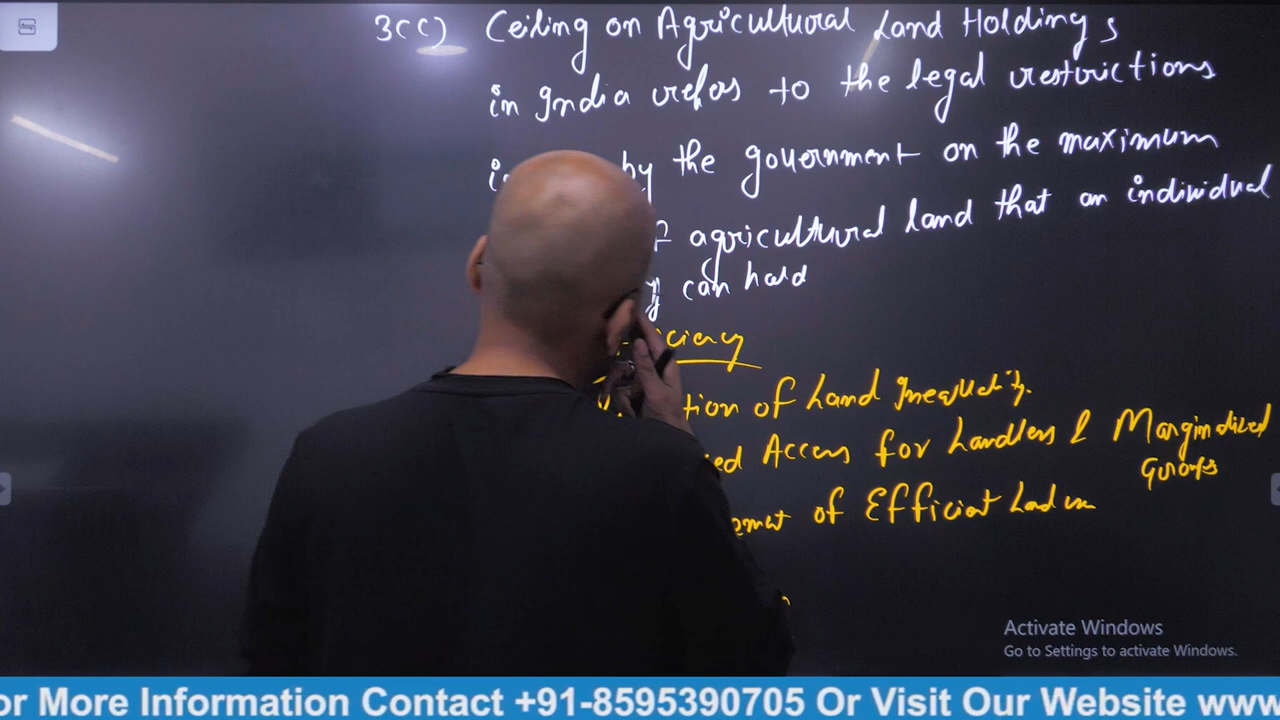 3(C) Ceiling on Agricultural Land Holdings
in India refers to the legal restrictions
by the government on the maximum
agricultural land that an individual
can hold
iciency
tion of Land Inequality.
ed Access for Landless & Marginalized
Groups
ement of Efficient Land use
Activate Windows
Go to Settings to activate Windows.
or More Information Contact +91-8595390705 Or Visit Our Website www